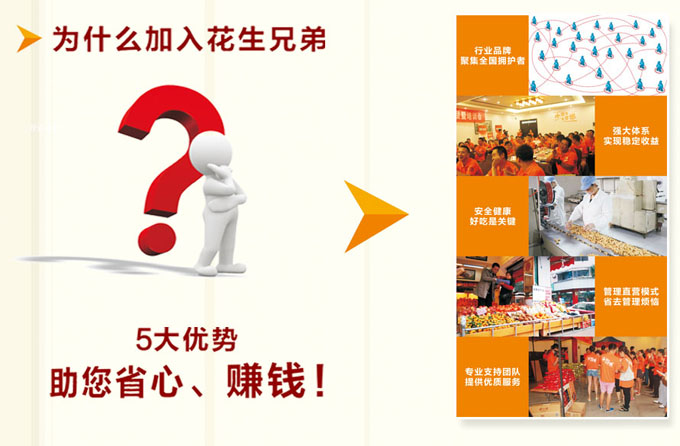 为什么加入花生兄弟
5大优势
助您省心、赚钱！
行业品牌
聚集全国拥护者
强大体系
实现稳定收益
安全健康
好吃是关键
管理直营模式
省去管理烦恼
专业支持团队
提供优质服务